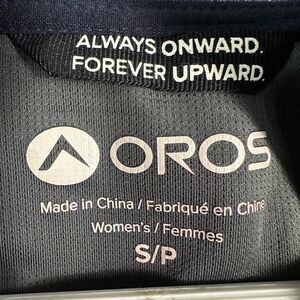 ALWAYS ONWARD.
FOREVER UPWARD.
OROS
Made in China / Fabriqué en Chine
Women's / Femmes
S/P